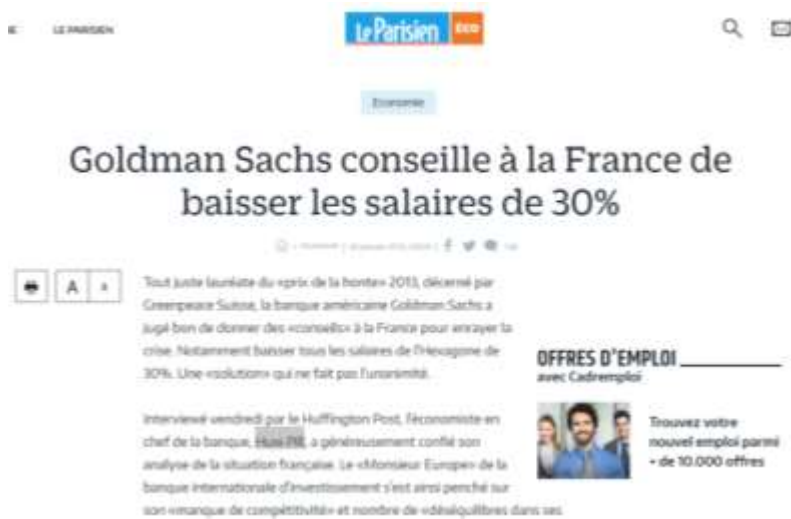 LE PARISIEN
Le Parisien éco
Economie
Goldman Sachs conseille à la France de
baisser les salaires de 30%
A
Tout juste lauréate du «prix de la honte» 2013, décerné par
Greenpeace Suisse, la banque américaine Goldman Sachs a
jugé bon de donner des «conseils» à la France pour enrayer la
crise. Notamment baisser tous les salaires de l'Hexagone de
30%. Une «solution» qui ne fait pas l'unanimité.
Interviewé vendredi par le Huffington Post, l'économiste en
chef de la banque, Huw Pill, a généreusement confié son
analyse de la situation française. Le «Monsieur Europe» de la
banque internationale d'investissement s'est ainsi penché sur
son «manque de compétitivité» et nombre de «déséquilibres dans ses
OFFRES D'EMPLOI
avec Cadremploi
Trouvez votre
nouvel emploi parmi
+ de 10.000 offres